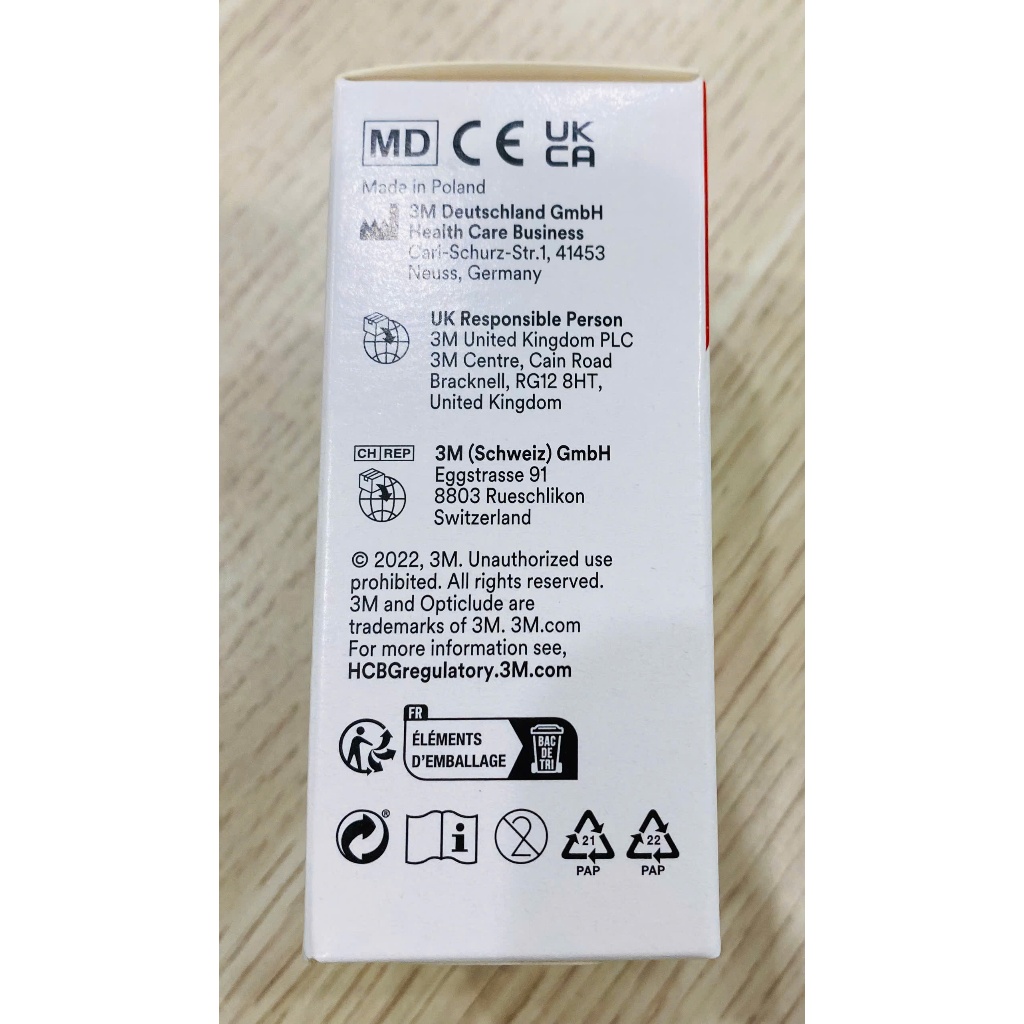 MD CE UK
CA
Made in Poland
3M Deutschland GmbH
Health Care Business
Carl-Schurz-Str.1, 41453
Neuss, Germany
UK Responsible Person
3M United Kingdom PLC
3M Centre, Cain Road
Bracknell, RG12 8HT,
United Kingdom
CH REP 3M (Schweiz) GmbH
Eggstrasse 91
8803 Rueschlikon
Switzerland
© 2022, 3M. Unauthorized use
prohibited. All rights reserved.
3M and Opticlude are
trademarks of 3M. 3M.com
For more information see,
HCBGregulatory.3M.com
FR
ÉLÉMENTS
D'EMBALLAGE
BAC
DE
TRI
® i 2 21 22
PAP PAP